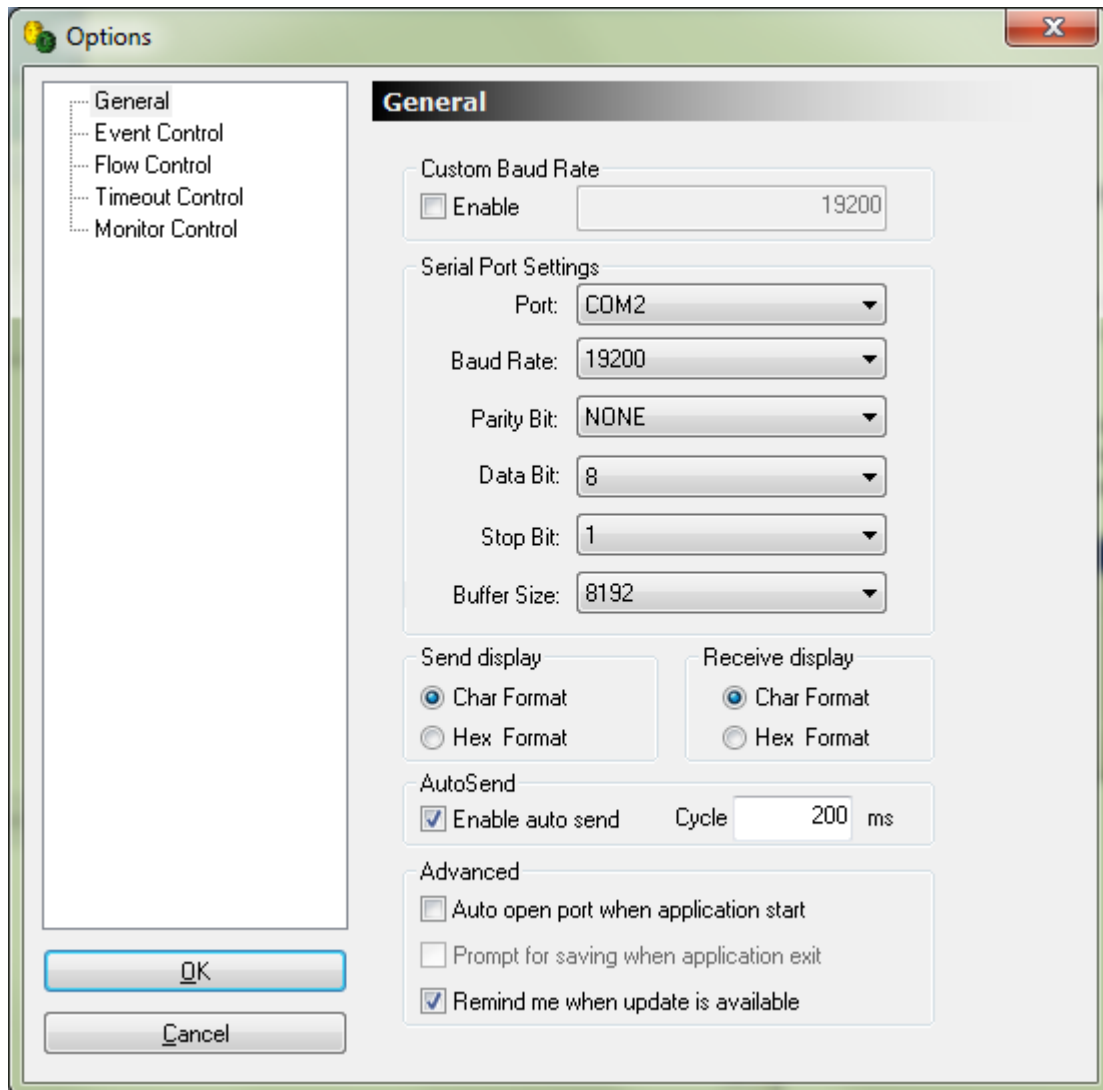 Options
General
Event Control
Flow Control
Timeout Control
Monitor Control
OK
Cancel
General
Custom Baud Rate
Enable 19200
Serial Port Settings
Port: COM2
Baud Rate: 19200
Parity Bit: NONE
Data Bit: 8
Stop Bit: 1
Buffer Size: 8192
Send display
Char Format
Hex Format
Receive display
Char Format
Hex Format
AutoSend
Enable auto send Cycle 200 ms
Advanced
Auto open port when application start
Prompt for saving when application exit
Remind me when update is available